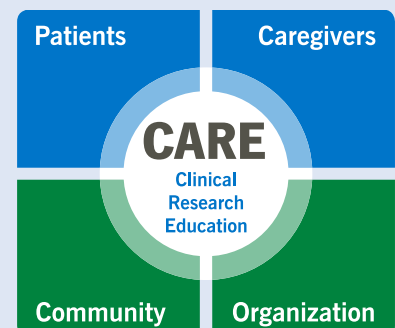 Patients
Caregivers
CARE
Clinical
Research
Education
Community
Organization